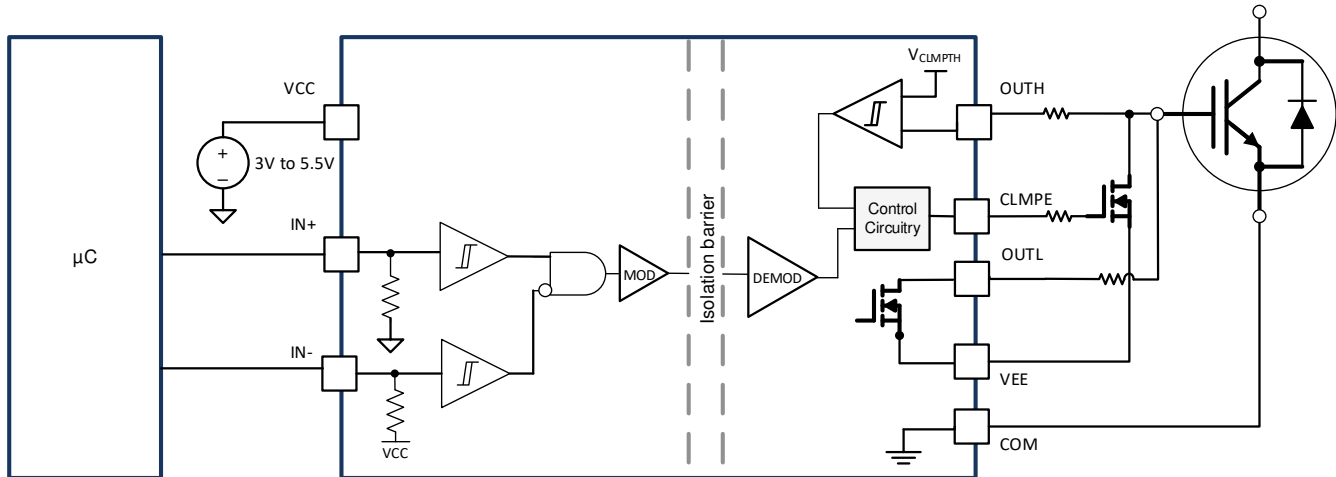 V_CLMPTH
VCC
OUTH
+
3V to 5.5V
−
IN+
CLMPE
Control
Circuitry
µC
OUTL
MOD
Isolation barrier
DEMOD
IN-
VEE
VCC
COM